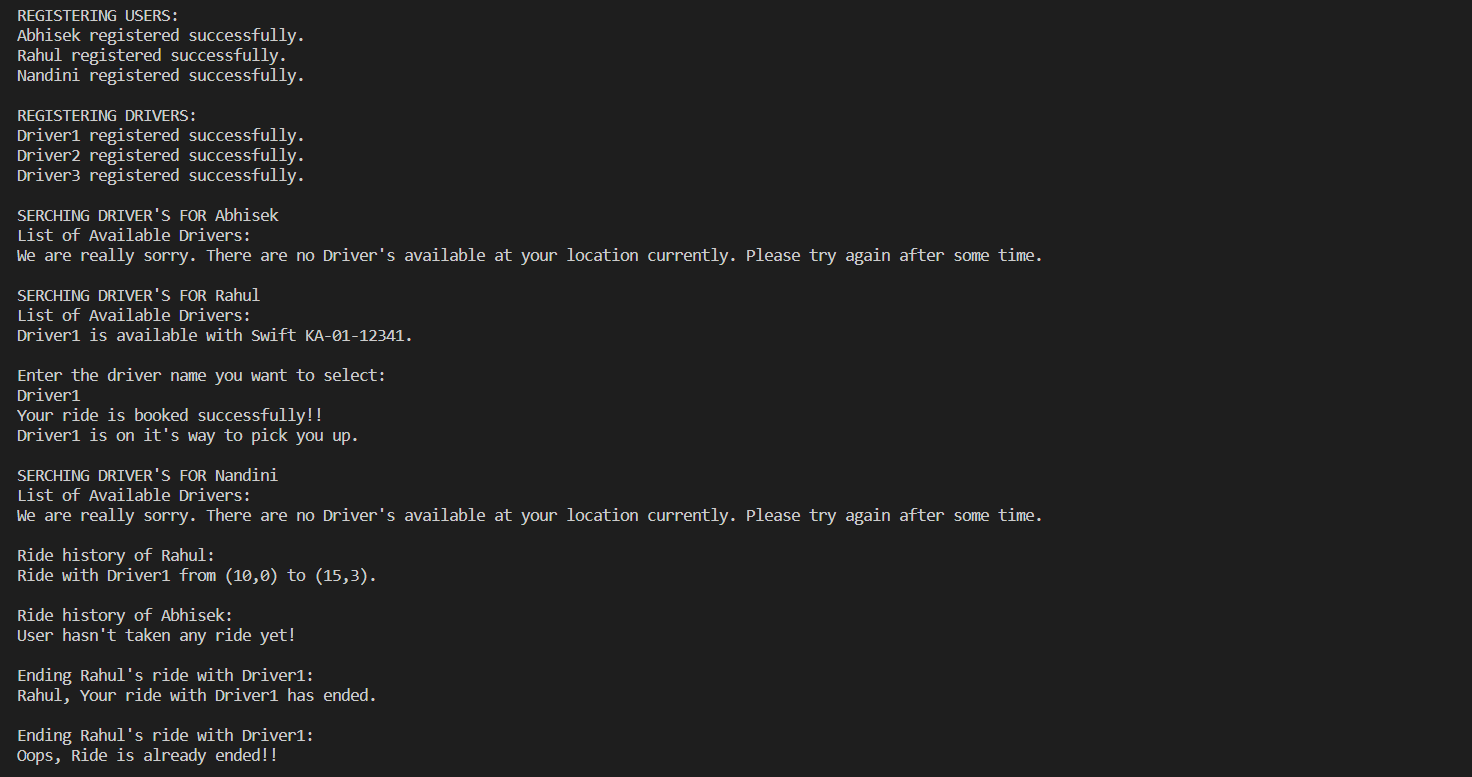 REGISTERING USERS:
Abhisek registered successfully.
Rahul registered successfully.
Nandini registered successfully.
REGISTERING DRIVERS:
Driver1 registered successfully.
Driver2 registered successfully.
Driver3 registered successfully.
SERCHING DRIVER'S FOR Abhisek
List of Available Drivers:
We are really sorry. There are no Driver's available at your location currently. Please try again after some time.
SERCHING DRIVER'S FOR Rahul
List of Available Drivers:
Driver1 is available with Swift KA-01-12341.
Enter the driver name you want to select:
Driver1
Your ride is booked successfully!!
Driver1 is on it's way to pick you up.
SERCHING DRIVER'S FOR Nandini
List of Available Drivers:
We are really sorry. There are no Driver's available at your location currently. Please try again after some time.
Ride history of Rahul:
Ride with Driver1 from (10,0) to (15,3).
Ride history of Abhisek:
User hasn't taken any ride yet!
Ending Rahul's ride with Driver1:
Rahul, Your ride with Driver1 has ended.
Ending Rahul's ride with Driver1:
Oops, Ride is already ended!!